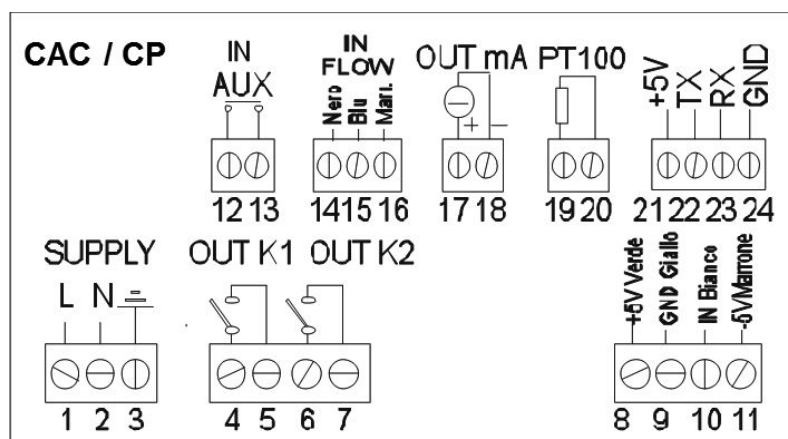 CAC / CP
IN
AUX
IN
FLOW
Nero
Blu
Marr.
OUT mA
+ -
PT100
+5V
TX
RX
GND
12 13
14 15 16
17 18
19 20
21 22 23 24
SUPPLY
L N
OUT K1
OUT K2
+5V Verde
GND Giallo
IN Bianco
-5V Marrone
1 2 3
4 5 6 7
8 9 10 11